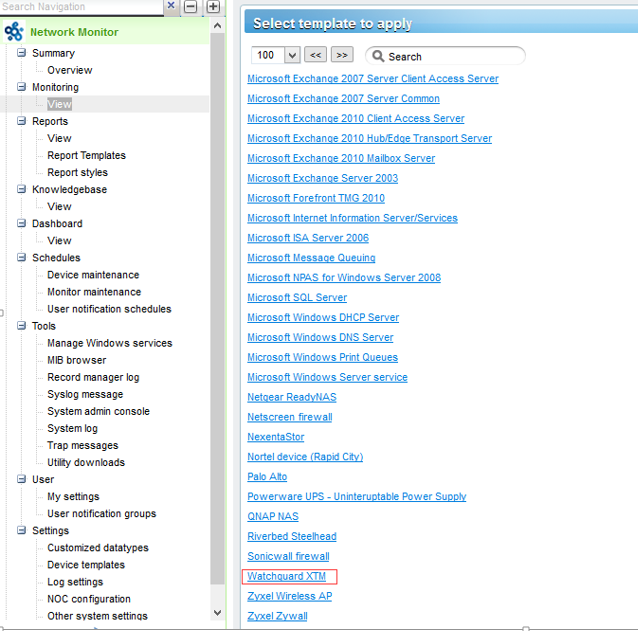 Search Navigation
Network Monitor
Summary
Overview
Monitoring
View
Reports
View
Report Templates
Report styles
Knowledgebase
View
Dashboard
View
Schedules
Device maintenance
Monitor maintenance
User notification schedules
Tools
Manage Windows services
MIB browser
Record manager log
Syslog message
System admin console
System log
Trap messages
Utility downloads
User
My settings
User notification groups
Settings
Customized datatypes
Device templates
Log settings
NOC configuration
Other system settings
Select template to apply
100 << >> Search
Microsoft Exchange 2007 Server Client Access Server
Microsoft Exchange 2007 Server Common
Microsoft Exchange 2010 Client Access Server
Microsoft Exchange 2010 Hub/Edge Transport Server
Microsoft Exchange 2010 Mailbox Server
Microsoft Exchange Server 2003
Microsoft Forefront TMG 2010
Microsoft Internet Information Server/Services
Microsoft ISA Server 2006
Microsoft Message Queuing
Microsoft NPAS for Windows Server 2008
Microsoft SQL Server
Microsoft Windows DHCP Server
Microsoft Windows DNS Server
Microsoft Windows Print Queues
Microsoft Windows Server service
Netgear ReadyNAS
Netscreen firewall
NexentaStor
Nortel device (Rapid City)
Palo Alto
Powerware UPS - Uninteruptable Power Supply
QNAP NAS
Riverbed Steelhead
Sonicwall firewall
Watchguard XTM
Zyxel Wireless AP
Zyxel Zywall